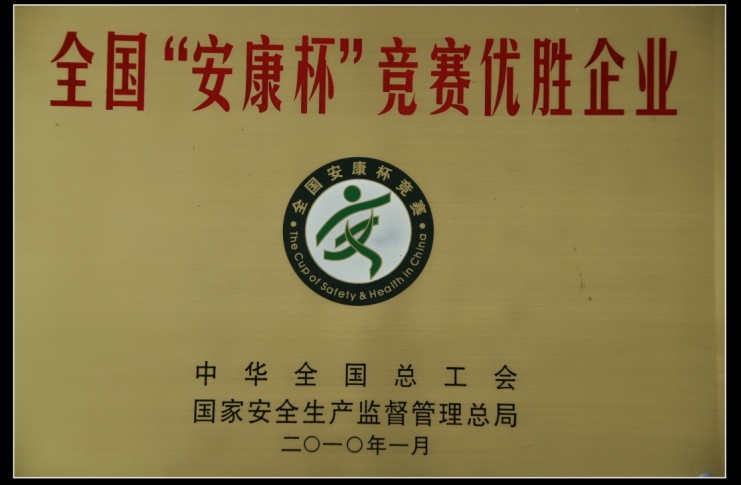 全国“安康杯”竞赛优胜企业
全国安康杯竞赛
The Cup of Safety & Health in China
中华全国总工会
国家安全生产监督管理总局
二〇一〇年一月